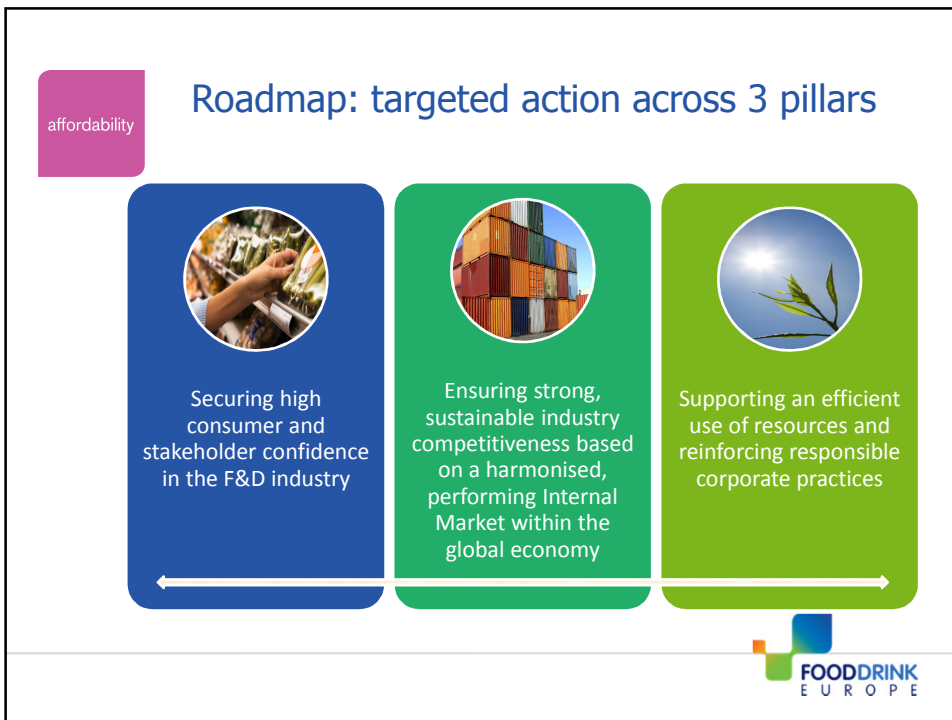 affordability
Roadmap: targeted action across 3 pillars
Securing high
consumer and
stakeholder confidence
in the F&D industry
Ensuring strong,
sustainable industry
competitiveness based
on a harmonised,
performing Internal
Market within the
global economy
Supporting an efficient
use of resources and
reinforcing responsible
corporate practices
FOODDRINK
EUROPE